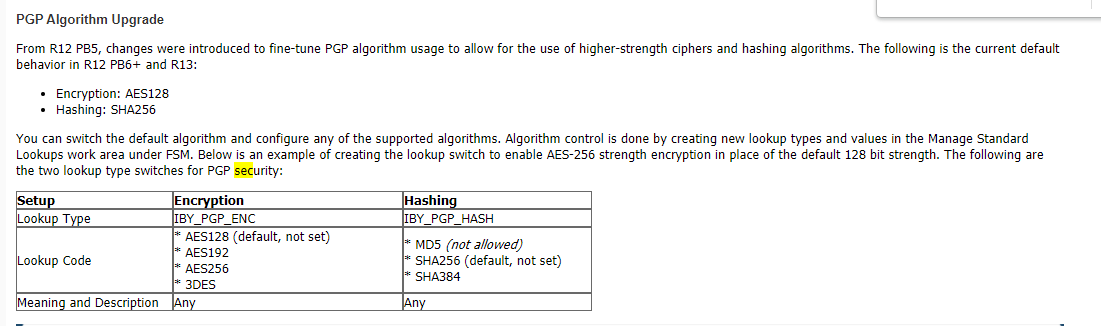 PGP Algorithm Upgrade
From R12 PB5, changes were introduced to fine-tune PGP algorithm usage to allow for the use of higher-strength ciphers and hashing algorithms. The following is the current default
behavior in R12 PB6+ and R13:
• Encryption: AES128
• Hashing: SHA256
You can switch the default algorithm and configure any of the supported algorithms. Algorithm control is done by creating new lookup types and values in the Manage Standard
Lookups work area under FSM. Below is an example of creating the lookup switch to enable AES-256 strength encryption in place of the default 128 bit strength. The following are
the two lookup type switches for PGP security:
Setup Encryption Hashing
Lookup Type IBY_PGP_ENC IBY_PGP_HASH
Lookup Code
* AES128 (default, not set)
* AES192
* AES256
* 3DES
* MD5 (not allowed)
* SHA256 (default, not set)
* SHA384
Meaning and Description Any Any